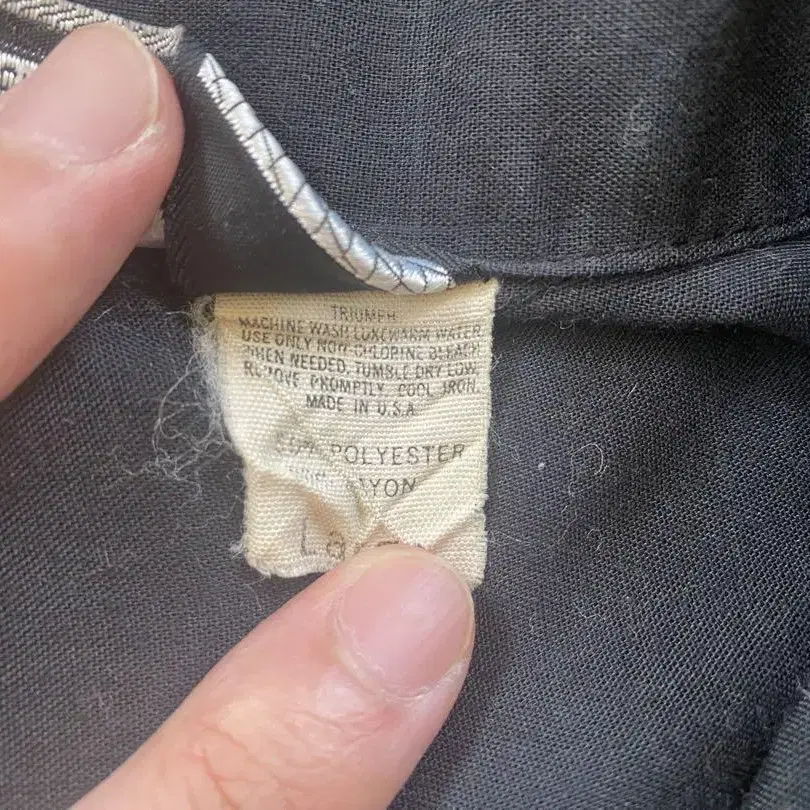 TRIUMPH
MACHINE WASH LUKEWARM WATER
USE ONLY NON-CHLORINE BLEACH
WHEN NEEDED, TUMBLE DRY LOW,
REMOVE PROMPTLY, COOL IRON.
MADE IN U.S.A.
POLYESTER
RAYON